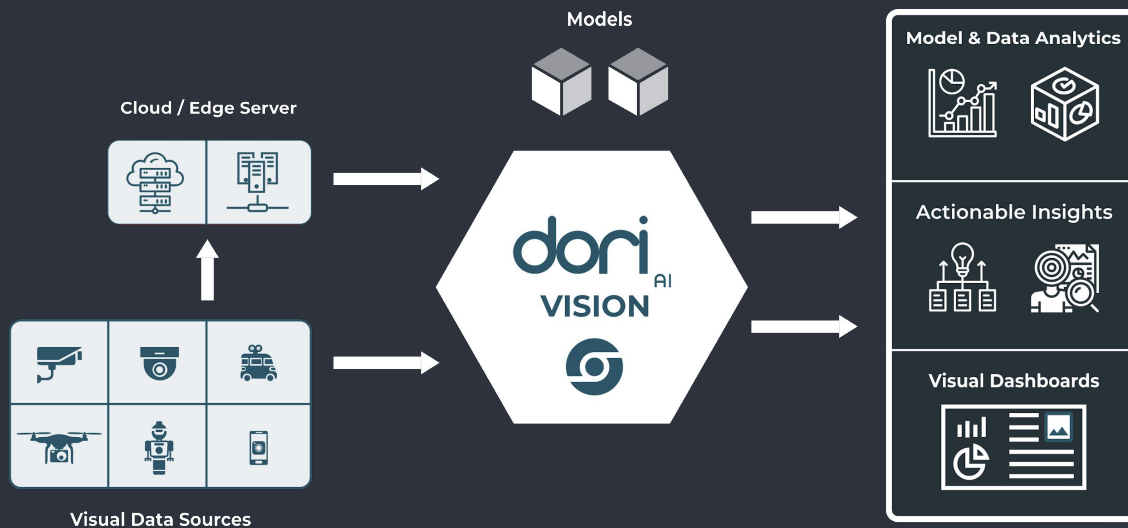 Models
Cloud / Edge Server
dori
AI
VISION
Visual Data Sources
Model & Data Analytics
Actionable Insights
Visual Dashboards